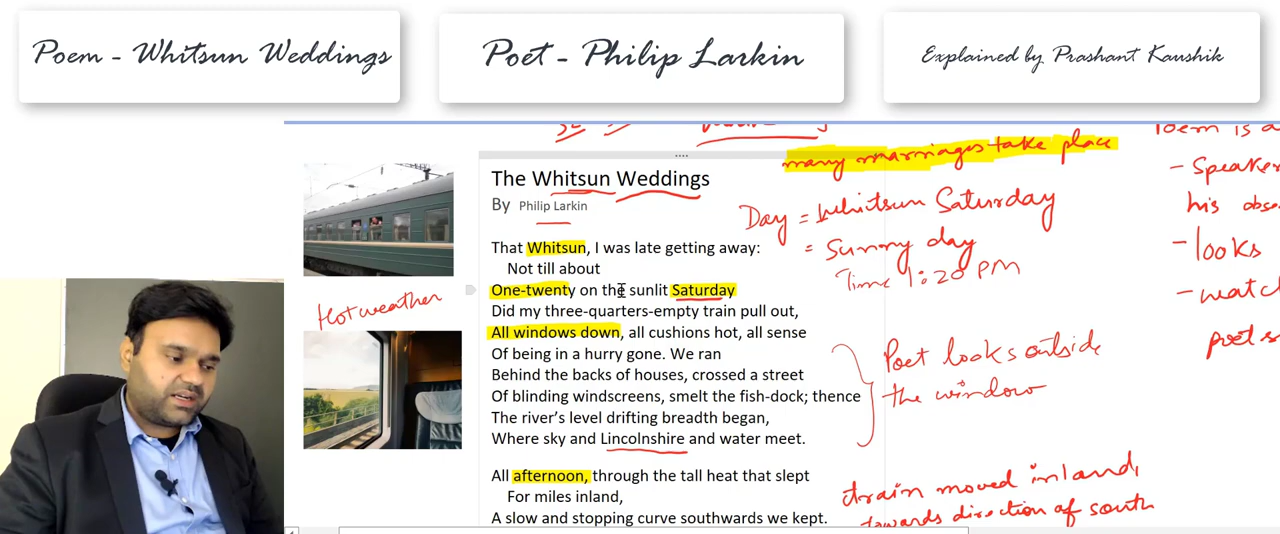 Poem - Whitsun Weddings
Poet - Philip Larkin
Explained by Prashant Kaushik
many marriages take place
Poem is a
- Speaker
his obse
- looks
- watch
poet s
The Whitsun Weddings
By Philip Larkin
Day = Whitsun Saturday
= Sunny day
Time 1:20 PM
That Whitsun, I was late getting away:
Not till about
One-twenty on the sunlit Saturday
Did my three-quarters-empty train pull out,
All windows down, all cushions hot, all sense
Of being in a hurry gone. We ran
Behind the backs of houses, crossed a street
Of blinding windscreens, smelt the fish-dock; thence
The river's level drifting breadth began,
Where sky and Lincolnshire and water meet.
Hot weather
Poet looks outside
the window
All afternoon, through the tall heat that slept
For miles inland,
A slow and stopping curve southwards we kept.
train moved inland,
towards direction of south